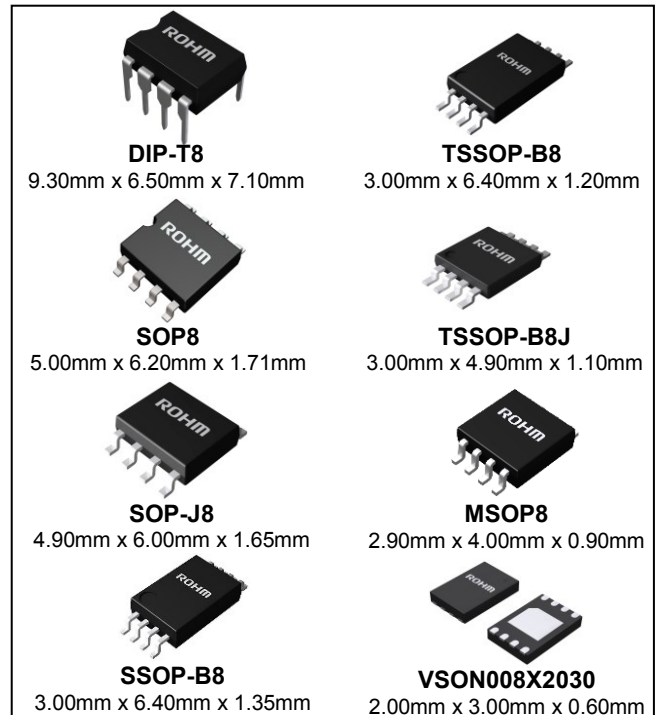 ROHM
DIP-T8
9.30mm x 6.50mm x 7.10mm
ROHM
TSSOP-B8
3.00mm x 6.40mm x 1.20mm
ROHM
SOP8
5.00mm x 6.20mm x 1.71mm
ROHM
TSSOP-B8J
3.00mm x 4.90mm x 1.10mm
ROHM
SOP-J8
4.90mm x 6.00mm x 1.65mm
ROHM
MSOP8
2.90mm x 4.00mm x 0.90mm
ROHM
SSOP-B8
3.00mm x 6.40mm x 1.35mm
ROHM
VSON008X2030
2.00mm x 3.00mm x 0.60mm